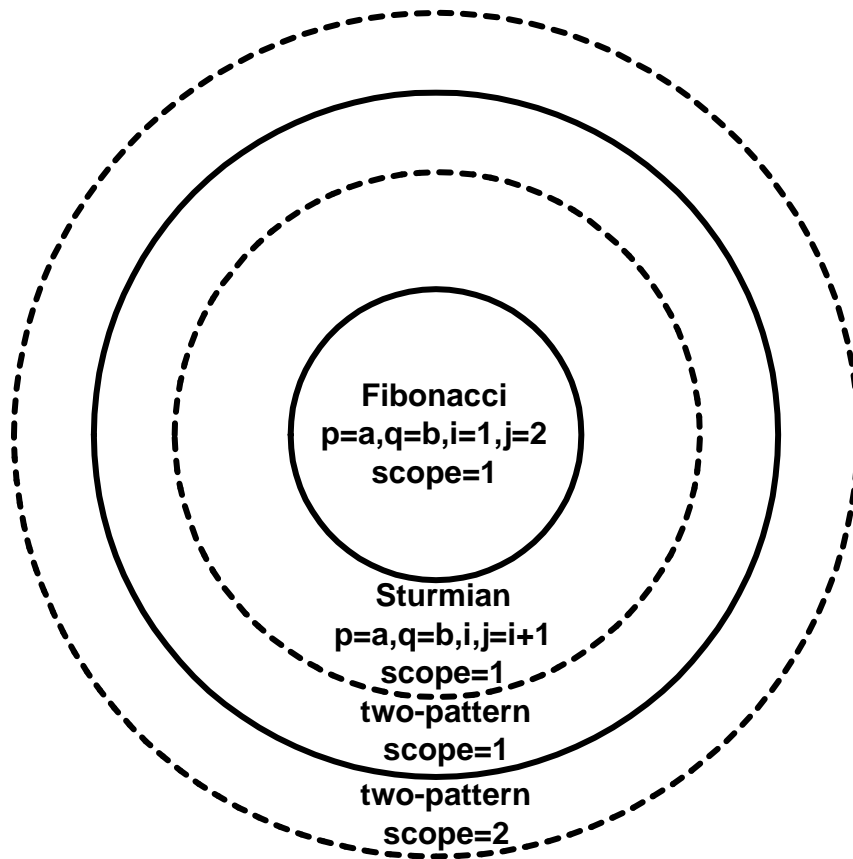 Fibonacci
p=a,q=b,i=1,j=2
scope=1
Sturmian
p=a,q=b,i,j=i+1
scope=1
two-pattern
scope=1
two-pattern
scope=2